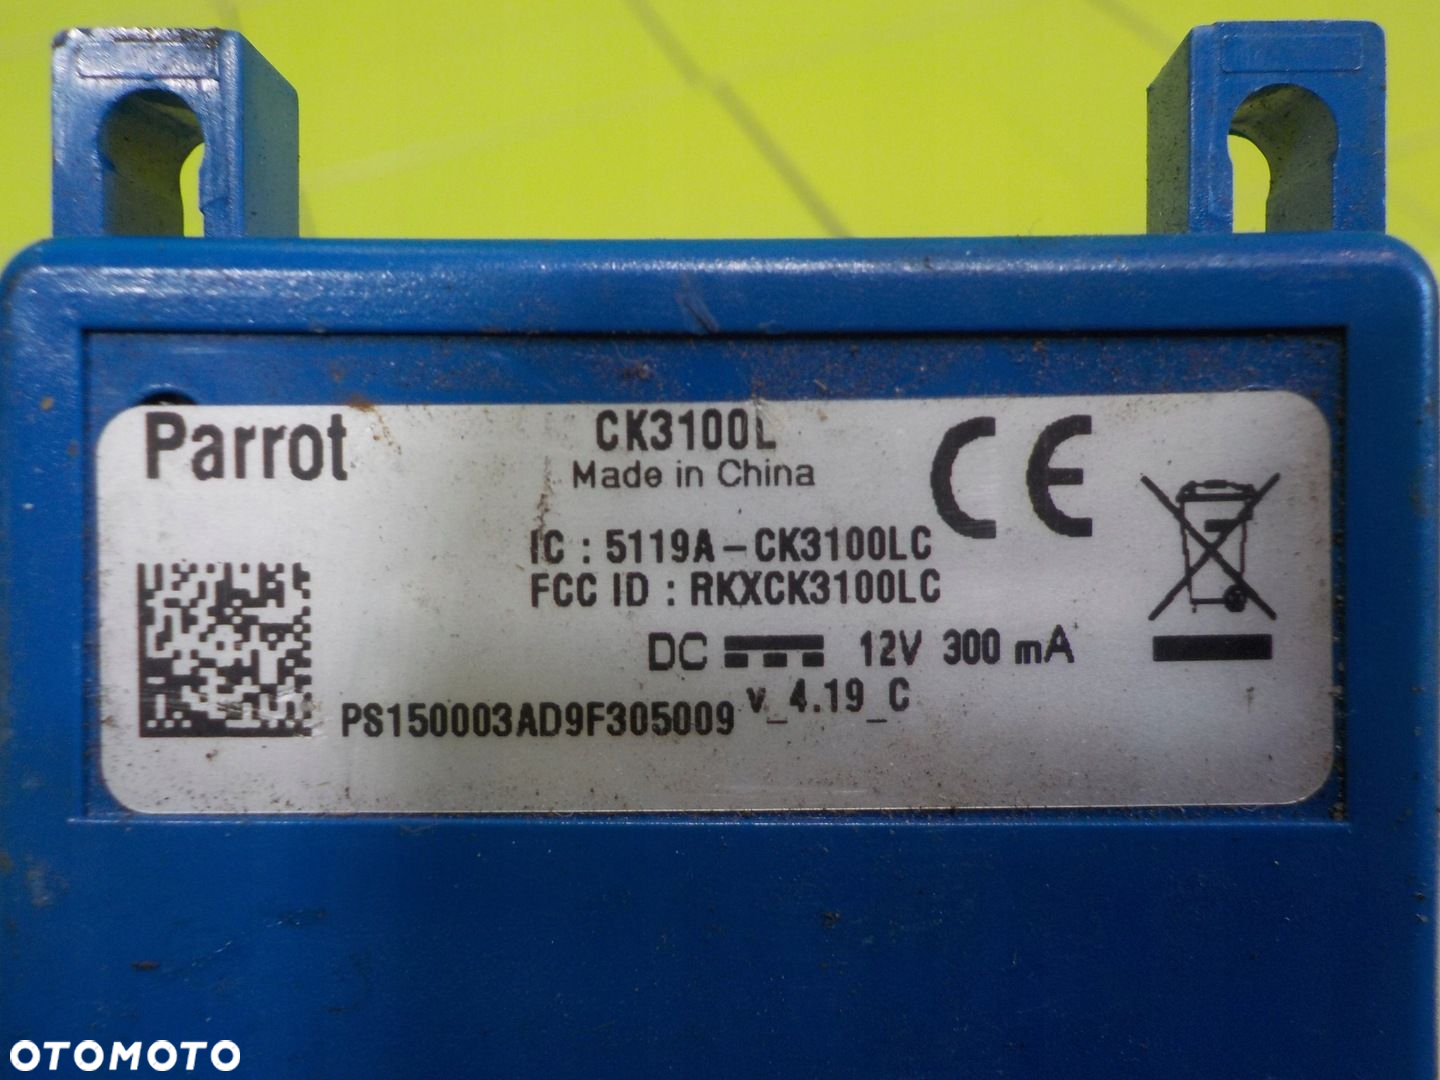 Parrot
CK3100L
Made in China
CE
IC : 5119A-CK3100LC
FCC ID : RKXCK3100LC
DC 12V 300 mA
v_4.19_C
PS150003AD9F305009
OTOMOTO